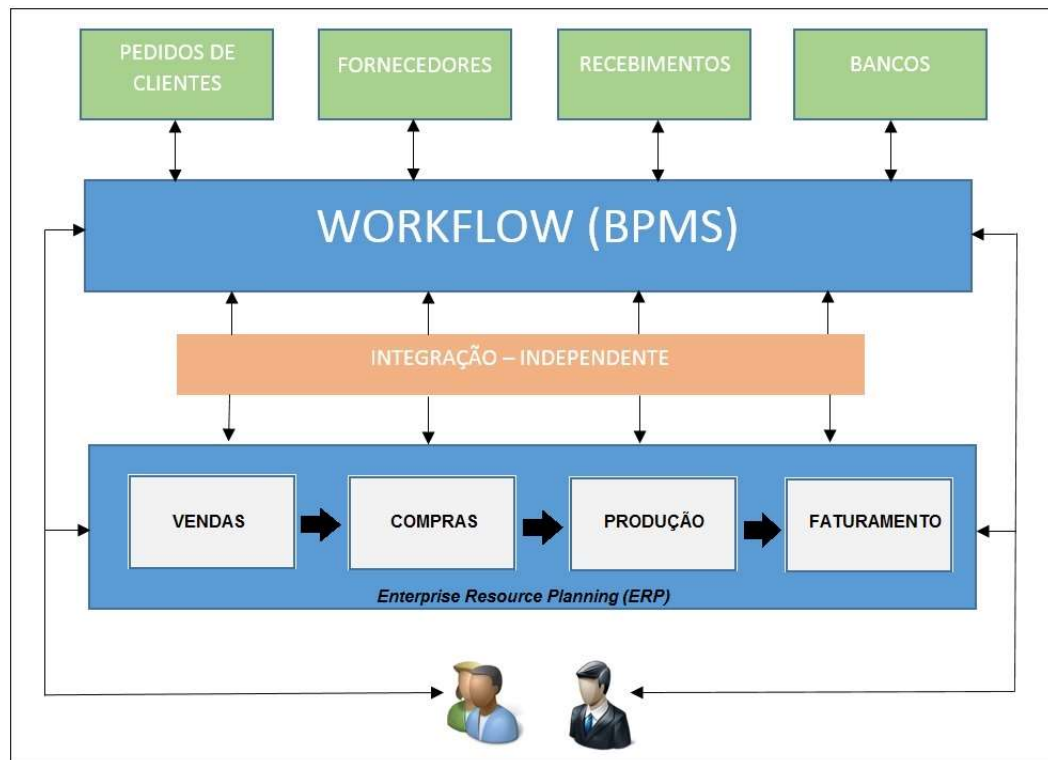 PEDIDOS DE
CLIENTES
FORNECEDORES
RECEBIMENTOS
BANCOS
WORKFLOW (BPMS)
INTEGRAÇÃO – INDEPENDENTE
VENDAS
COMPRAS
PRODUÇÃO
FATURAMENTO
Enterprise Resource Planning (ERP)